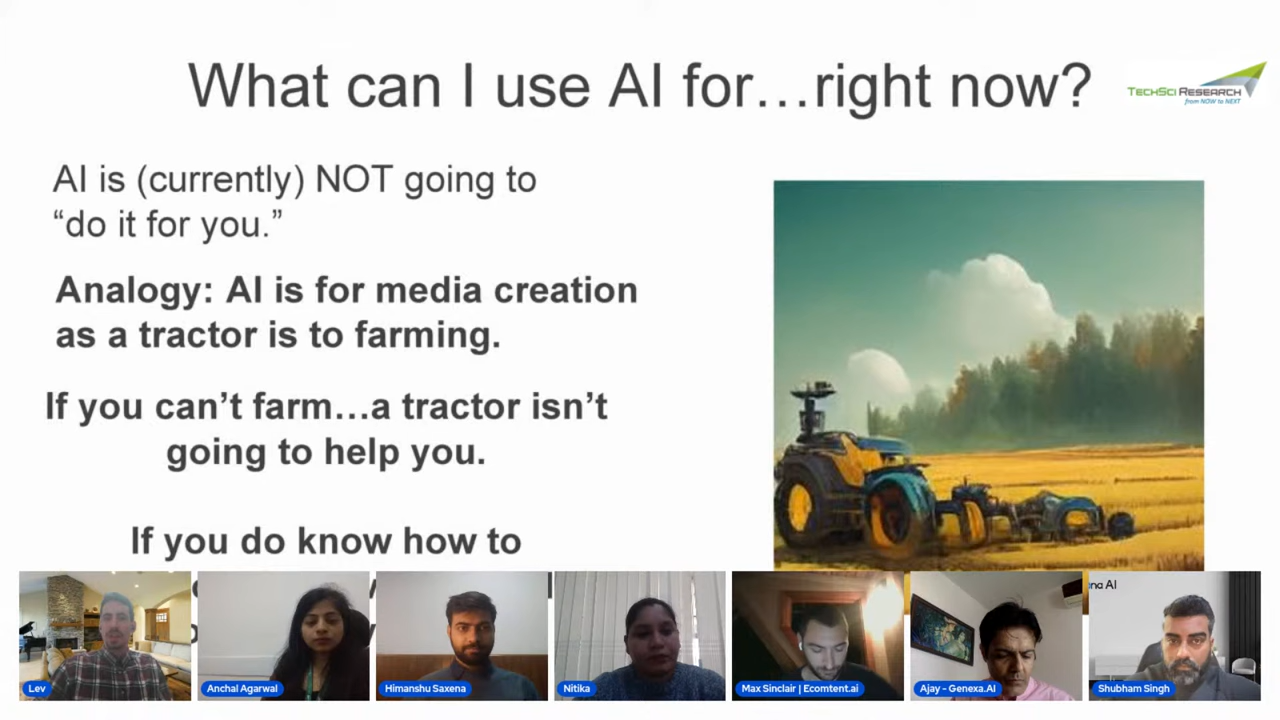 What can I use AI for…right now?
TECHSCI RESEARCH
from NOW to NEXT
AI is (currently) NOT going to
“do it for you.”
Analogy: AI is for media creation
as a tractor is to farming.
If you can’t farm…a tractor isn’t
going to help you.
If you do know how to
na AI
Lev
Anchal Agarwal
Himanshu Saxena
Nitika
Max Sinclair | Ecomtent.ai
Ajay - Genexa.AI
Shubham Singh